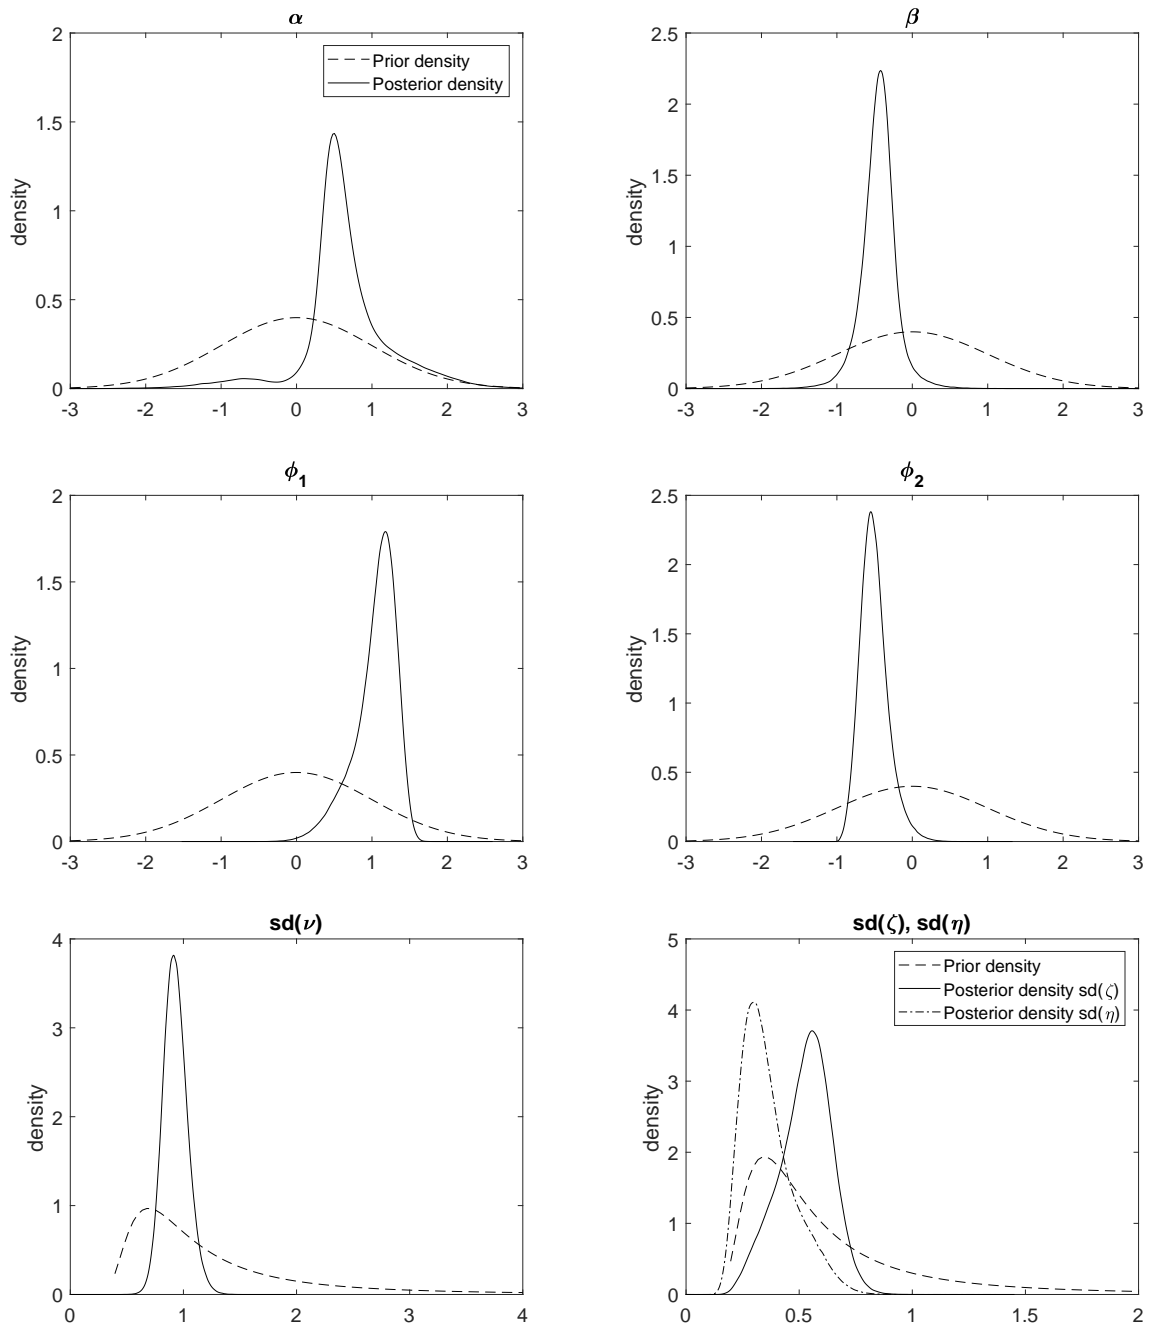 α
2
1.5
1
0.5
0
density
-3 -2 -1 0 1 2 3
Prior density
Posterior density
β
2.5
2
1.5
1
0.5
0
density
-3 -2 -1 0 1 2 3
ϕ1
2
1.5
1
0.5
0
density
-3 -2 -1 0 1 2 3
ϕ2
2.5
2
1.5
1
0.5
0
density
-3 -2 -1 0 1 2 3
sd(ν)
4
3
2
1
0
density
0 1 2 3 4
sd(ζ), sd(η)
5
4
3
2
1
0
density
0 0.5 1 1.5 2
Prior density
Posterior density sd(ζ)
Posterior density sd(η)